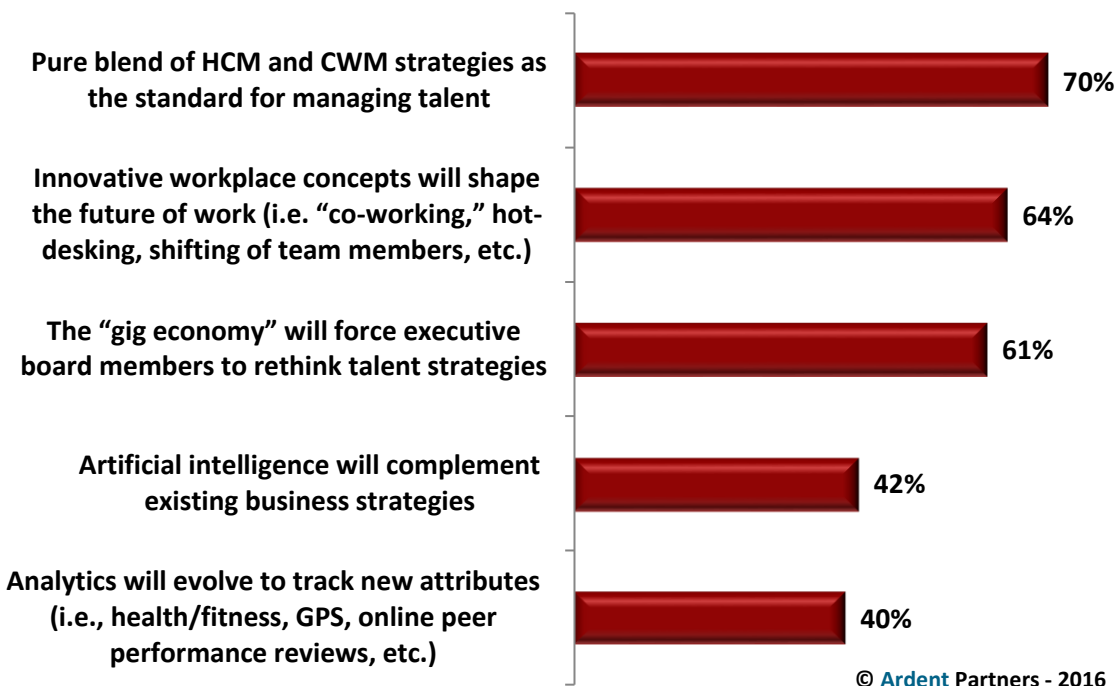 Pure blend of HCM and CWM strategies as
the standard for managing talent
70%
Innovative workplace concepts will shape
the future of work (i.e. “co-working,” hot-
desking, shifting of team members, etc.)
64%
The “gig economy” will force executive
board members to rethink talent strategies
61%
Artificial intelligence will complement
existing business strategies
42%
Analytics will evolve to track new attributes
(i.e., health/fitness, GPS, online peer
performance reviews, etc.)
40%
© Ardent Partners - 2016